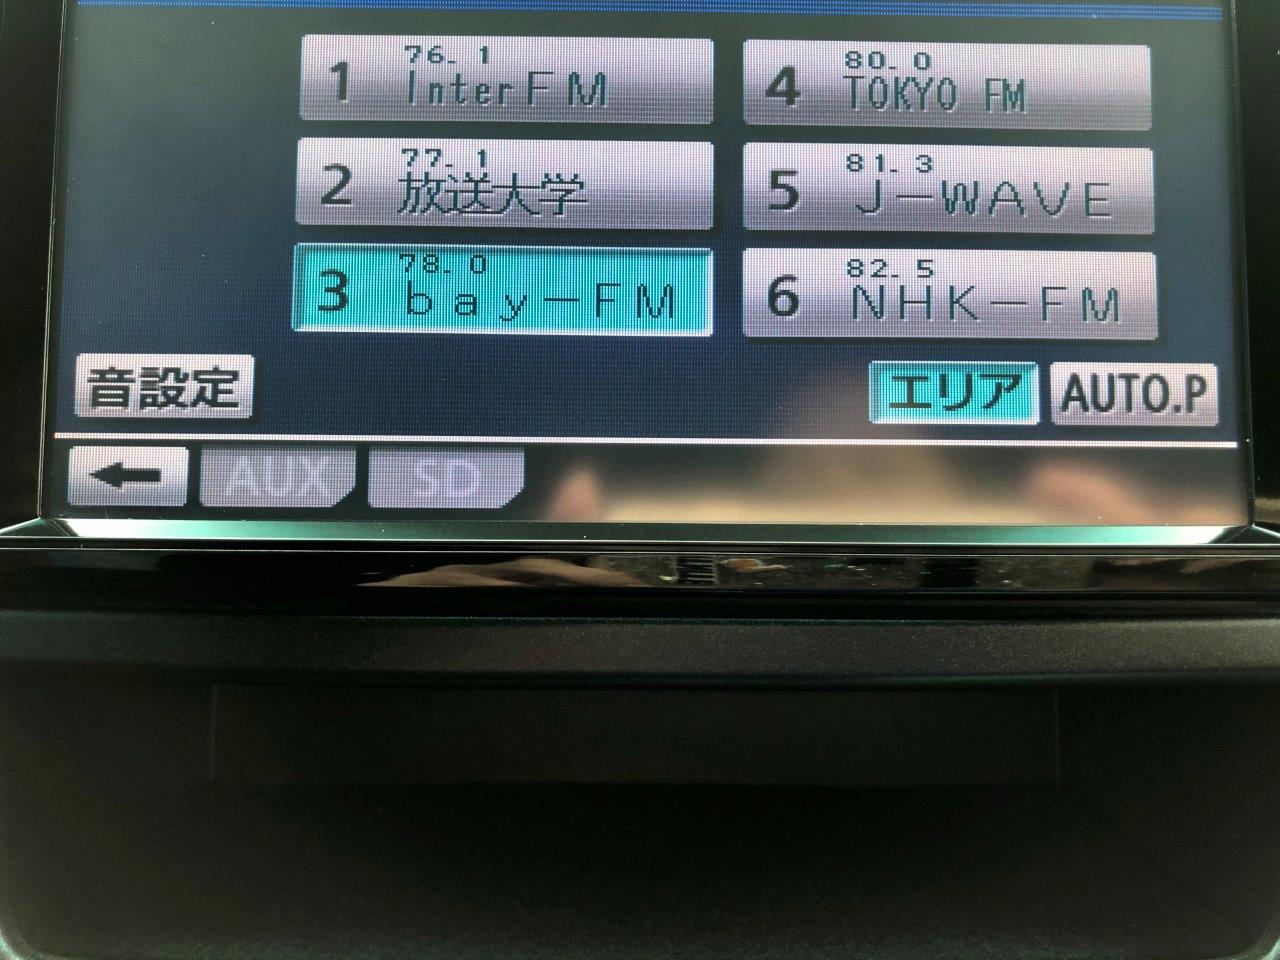 1 76.1
InterFM
2 77.1
放送大学
3 78.0
bay-FM
4 80.0
TOKYO FM
5 81.3
J-WAVE
6 82.5
NHK-FM
音設定
エリア
AUTO.P
AUX
SD